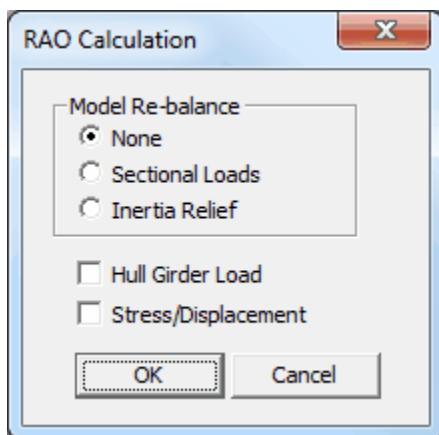 RAO Calculation
Model Re-balance
None
Sectional Loads
Inertia Relief
Hull Girder Load
Stress/Displacement
OK Cancel